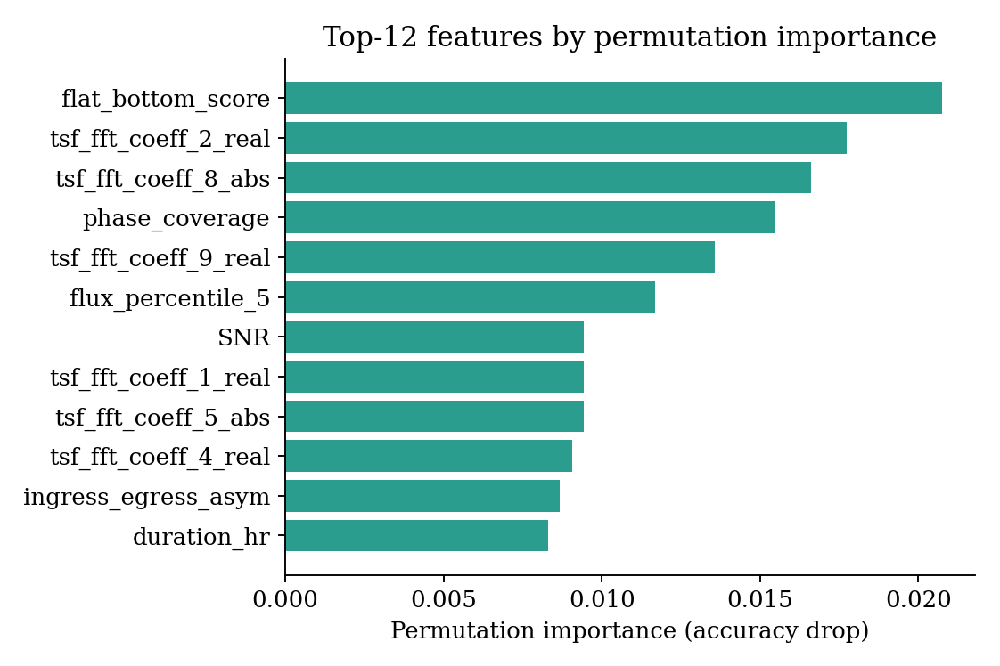 Top-12 features by permutation importance
flat_bottom_score
tsf_fft_coeff_2_real
tsf_fft_coeff_8_abs
phase_coverage
tsf_fft_coeff_9_real
flux_percentile_5
SNR
tsf_fft_coeff_1_real
tsf_fft_coeff_5_abs
tsf_fft_coeff_4_real
ingress_egress_asym
duration_hr
0.000 0.005 0.010 0.015 0.020
Permutation importance (accuracy drop)